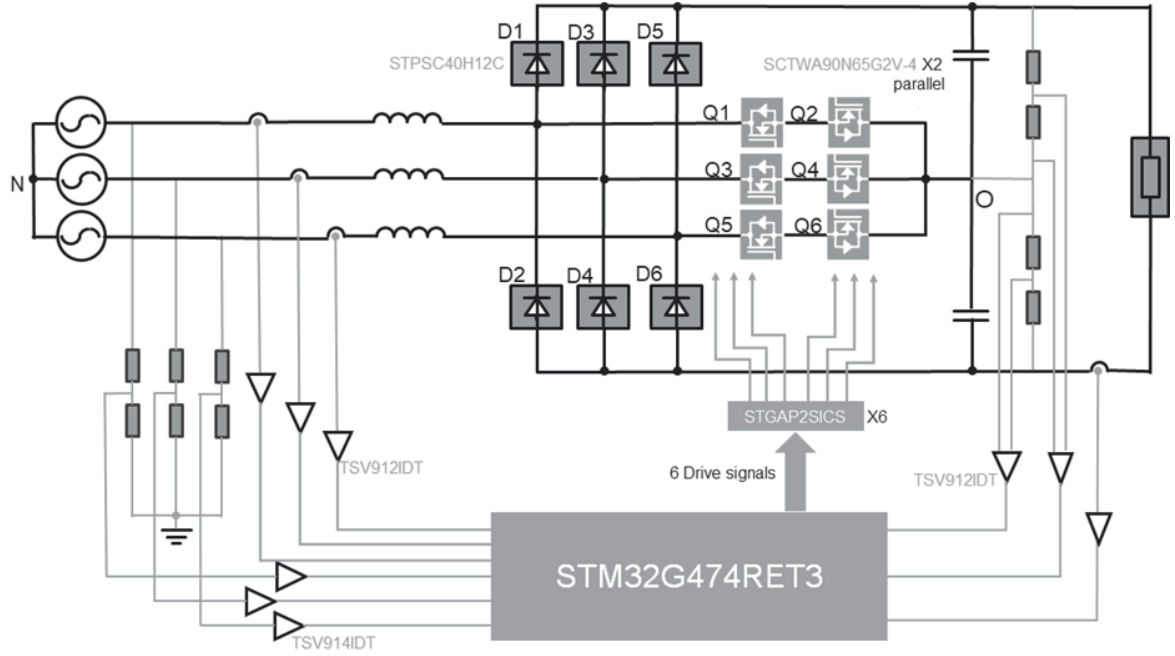 D1
D3
D5
STPSC40H12C
SCTWA90N65G2V-4 X2
parallel
Q1
Q2
N
Q3
Q4
O
Q5
Q6
D2
D4
D6
STGAP2SICS
X6
TSV912IDT
6 Drive signals
TSV912IDT
STM32G474RET3
TSV914IDT